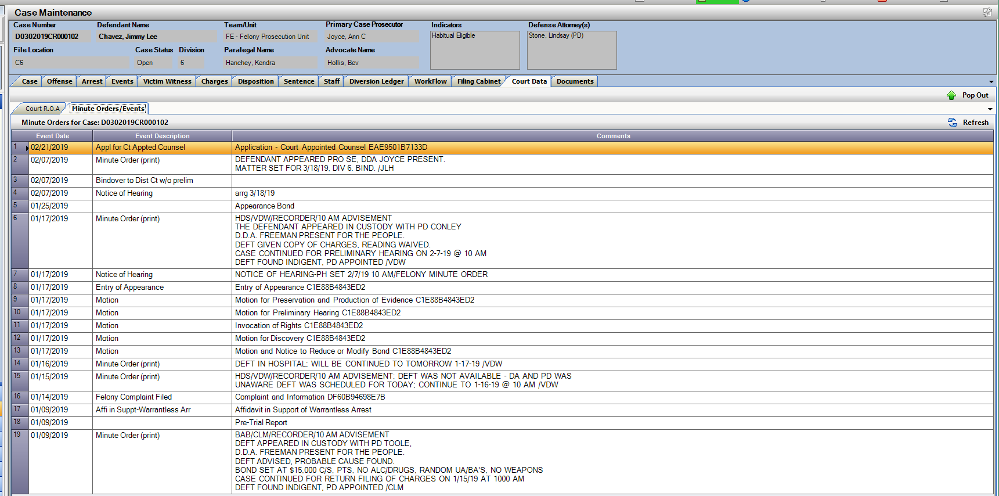 Case Maintenance
Case Number Defendant Name Team/Unit Primary Case Prosecutor Indicators Defense Attorney(s)
D0302019CR000102 Chavez, Jimmy Lee FE - Felony Prosecution Unit Joyce, Ann C Habitual Eligible Stone, Lindsay (PD)
File Location Case Status Division Paralegal Name Advocate Name
C6 Open 6 Hanchey, Kendra Hollis, Bev
Case Offense Arrest Events Victim Witness Charges Disposition Sentence Staff Diversion Ledger WorkFlow Filing Cabinet Court Data Documents
Pop Out
Court R.O.A Minute Orders/Events
Minute Orders for Case: D0302019CR000102 Refresh
Event Date Event Description Comments
1 02/21/2019 Appl for Ct Appted Counsel Application - Court Appointed Counsel EAE9501B7133D
2 02/07/2019 Minute Order (print) DEFENDANT APPEARED PRO SE, DDA JOYCE PRESENT.
MATTER SET FOR 3/18/19, DIV 6. BIND. /JLH
3 02/07/2019 Bindover to Dist Ct w/o prelim
4 02/07/2019 Notice of Hearing arrg 3/18/19
5 01/25/2019 Appearance Bond
6 01/17/2019 Minute Order (print) HDS/VDW/RECORDER/10 AM ADVISEMENT
THE DEFENDANT APPEARED IN CUSTODY WITH PD CONLEY
D.D.A. FREEMAN PRESENT FOR THE PEOPLE.
DEFT GIVEN COPY OF CHARGES, READING WAIVED.
CASE CONTINUED FOR PRELIMINARY HEARING ON 2-7-19 @ 10 AM
DEFT FOUND INDIGENT, PD APPOINTED /VDW
7 01/17/2019 Notice of Hearing NOTICE OF HEARING-PH SET 2/7/19 10 AM/FELONY MINUTE ORDER
8 01/17/2019 Entry of Appearance Entry of Appearance C1E88B4843ED2
9 01/17/2019 Motion Motion for Preservation and Production of Evidence C1E88B4843ED2
10 01/17/2019 Motion Motion for Preliminary Hearing C1E88B4843ED2
11 01/17/2019 Motion Invocation of Rights C1E88B4843ED2
12 01/17/2019 Motion Motion for Discovery C1E88B4843ED2
13 01/17/2019 Motion Motion and Notice to Reduce or Modify Bond C1E88B4843ED2
14 01/16/2019 Minute Order (print) DEFT IN HOSPITAL; WILL BE CONTINUED TO TOMORROW 1-17-19 /VDW
15 01/15/2019 Minute Order (print) HDS/VDW/RECORDER/10 AM ADVISEMENT; DEFT WAS NOT AVAILABLE - DA AND PD WAS
UNAWARE DEFT WAS SCHEDULED FOR TODAY; CONTINUE TO 1-16-19 @ 10 AM /VDW
16 01/14/2019 Felony Complaint Filed Complaint and Information DF60B94698E7B
17 01/09/2019 Affi in Suppt-Warrantless Arr Affidavit in Support of Warrantless Arrest
18 01/09/2019 Pre-Trial Report
19 01/09/2019 Minute Order (print) BAB/CLM/RECORDER/10 AM ADVISEMENT
DEFT APPEARED IN CUSTODY WITH PD TOOLE,
D.D.A. FREEMAN PRESENT FOR THE PEOPLE.
DEFT ADVISED, PROBABLE CAUSE FOUND.
BOND SET AT $15,000 C/S, PTS, NO ALC/DRUGS, RANDOM UA/BA'S, NO WEAPONS
CASE CONTINUED FOR RETURN FILING OF CHARGES ON 1/15/19 AT 1000 AM
DEFT FOUND INDIGENT, PD APPOINTED /CLM